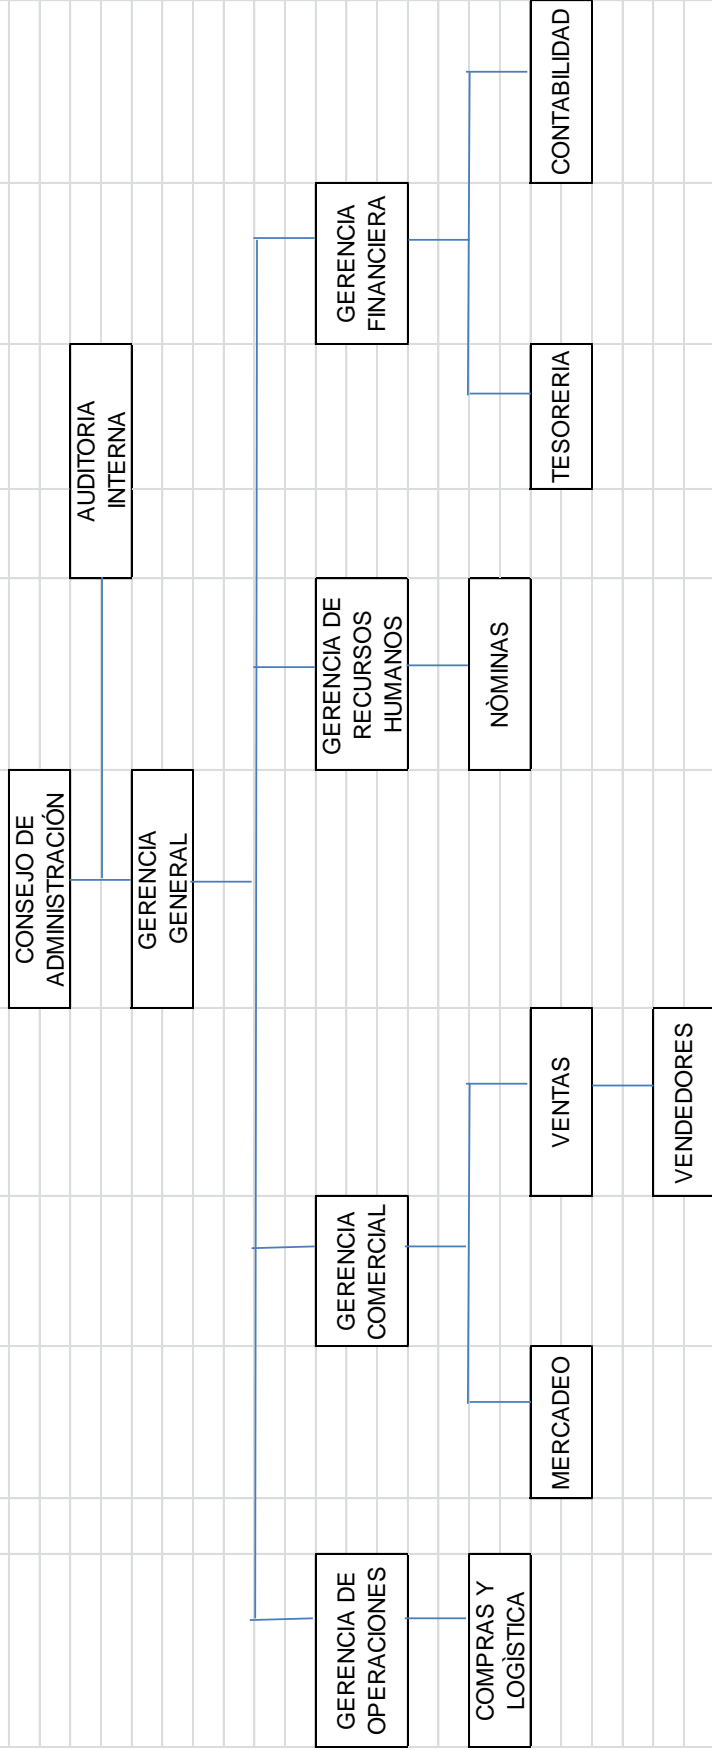 CONSEJO DE
ADMINISTRACIÓN
AUDITORIA
INTERNA
GERENCIA
GENERAL
GERENCIA DE
OPERACIONES
GERENCIA
COMERCIAL
GERENCIA DE
RECURSOS
HUMANOS
GERENCIA
FINANCIERA
COMPRAS Y
LOGÌSTICA
NÒMINAS
MERCADEO
VENTAS
TESORERIA
CONTABILIDAD
VENDEDORES